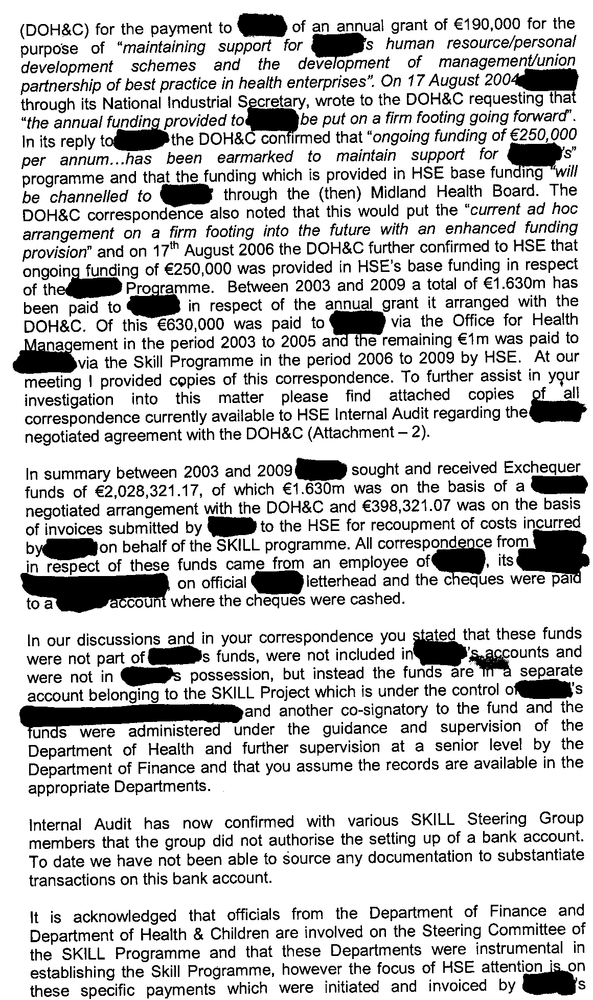 (DOH&C) for the payment to of an annual grant of €190,000 for the
purpose of “maintaining support for 's human resource/personal
development schemes and the development of management/union
partnership of best practice in health enterprises”. On 17 August 2004
through its National Industrial Secretary, wrote to the DOH&C requesting that
“the annual funding provided to be put on a firm footing going forward”.
In its reply to the DOH&C confirmed that “ongoing funding of €250,000
per annum...has been earmarked to maintain support for 's”
programme and that the funding which is provided in HSE base funding “will
be channelled to through the (then) Midland Health Board. The
DOH&C correspondence also noted that this would put the “current ad hoc
arrangement on a firm footing into the future with an enhanced funding
provision” and on 17th August 2006 the DOH&C further confirmed to HSE that
ongoing funding of €250,000 was provided in HSE's base funding in respect
of the Programme. Between 2003 and 2009 a total of €1.630m has
been paid to in respect of the annual grant it arranged with the
DOH&C. Of this €630,000 was paid to via the Office for Health
Management in the period 2003 to 2005 and the remaining €1m was paid to
via the Skill Programme in the period 2006 to 2009 by HSE. At our
meeting I provided copies of this correspondence. To further assist in your
investigation into this matter please find attached copies of all
correspondence currently available to HSE Internal Audit regarding the
negotiated agreement with the DOH&C (Attachment – 2).
In summary between 2003 and 2009 sought and received Exchequer
funds of €2,028,321.17, of which €1.630m was on the basis of a
negotiated arrangement with the DOH&C and €398,321.07 was on the basis
of invoices submitted by to the HSE for recoupment of costs incurred
by on behalf of the SKILL programme. All correspondence from
in respect of these funds came from an employee of , its
, on official letterhead and the cheques were paid
to a account where the cheques were cashed.
In our discussions and in your correspondence you stated that these funds
were not part of s funds, were not included in 's accounts and
were not in 's possession, but instead the funds are in a separate
account belonging to the SKILL Project which is under the control of 's
and another co-signatory to the fund and the
funds were administered under the guidance and supervision of the
Department of Health and further supervision at a senior level by the
Department of Finance and that you assume the records are available in the
appropriate Departments.
Internal Audit has now confirmed with various SKILL Steering Group
members that the group did not authorise the setting up of a bank account.
To date we have not been able to source any documentation to substantiate
transactions on this bank account.
It is acknowledged that officials from the Department of Finance and
Department of Health & Children are involved on the Steering Committee of
the SKILL Programme and that these Departments were instrumental in
establishing the Skill Programme, however the focus of HSE attention is on
these specific payments which were initiated and invoiced by 's